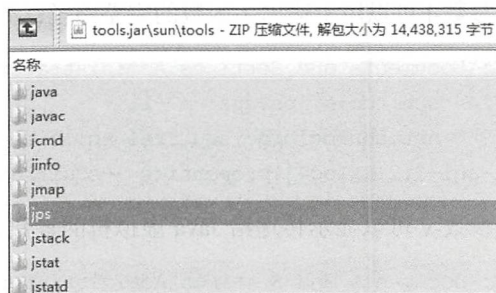 tools.jar\sun\tools - ZIP 压缩文件, 解包大小为 14,438,315 字节
名称
java
javac
jcmd
jinfo
jmap
jps
jstack
jstat
jstatd